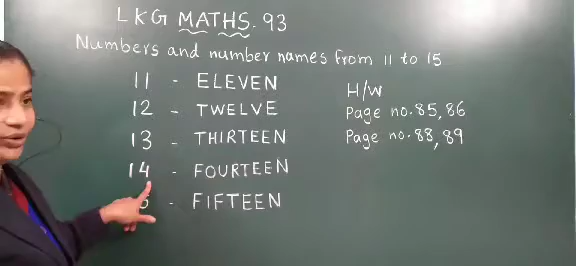 LKG MATHS. 93
Numbers and number names from 11 to 15
11 - ELEVEN
12 - TWELVE
13 - THIRTEEN
14 - FOURTEEN
- FIFTEEN
H/W
Page no. 85, 86
Page no. 88, 89